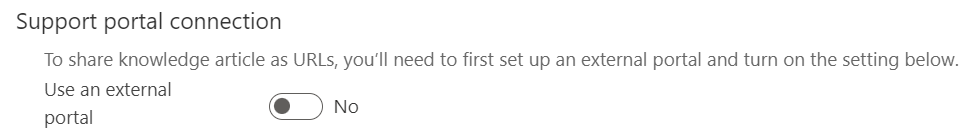 Support portal connection
To share knowledge article as URLs, you’ll need to first set up an external portal and turn on the setting below.
Use an external
portal
No